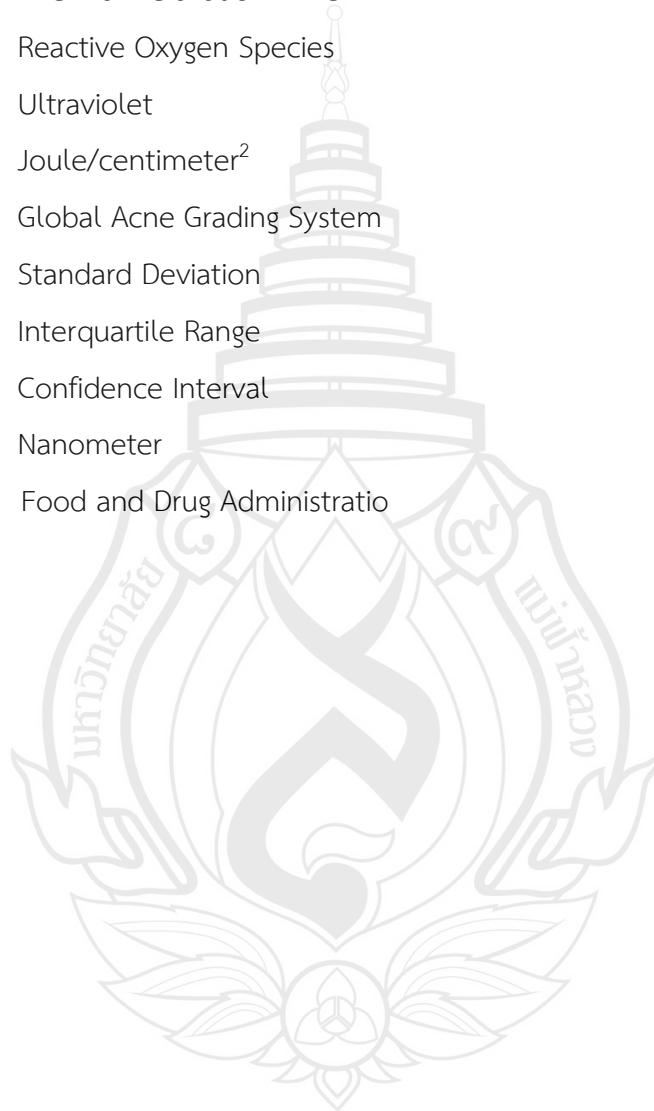 Reactive Oxygen Species
Ultraviolet
Joule/centimeter²
Global Acne Grading System
Standard Deviation
Interquartile Range
Confidence Interval
Nanometer
Food and Drug Administratio
มหาวิทยาลัย
แม่ฟ้าหลวง